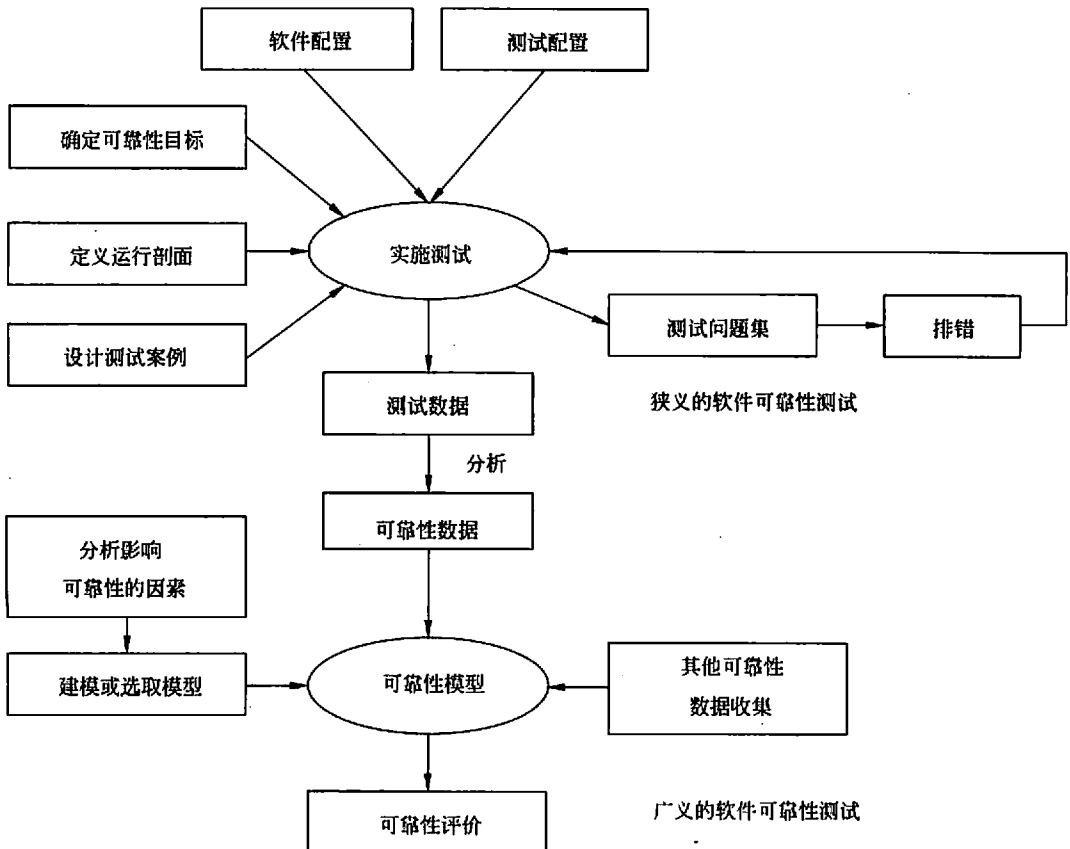 软件配置
测试配置
确定可靠性目标
定义运行剖面
实施测试
设计测试案例
测试问题集
排错
测试数据
狭义的软件可靠性测试
分析
可靠性数据
分析影响
可靠性的因素
建模或选取模型
可靠性模型
其他可靠性
数据收集
可靠性评价
广义的软件可靠性测试